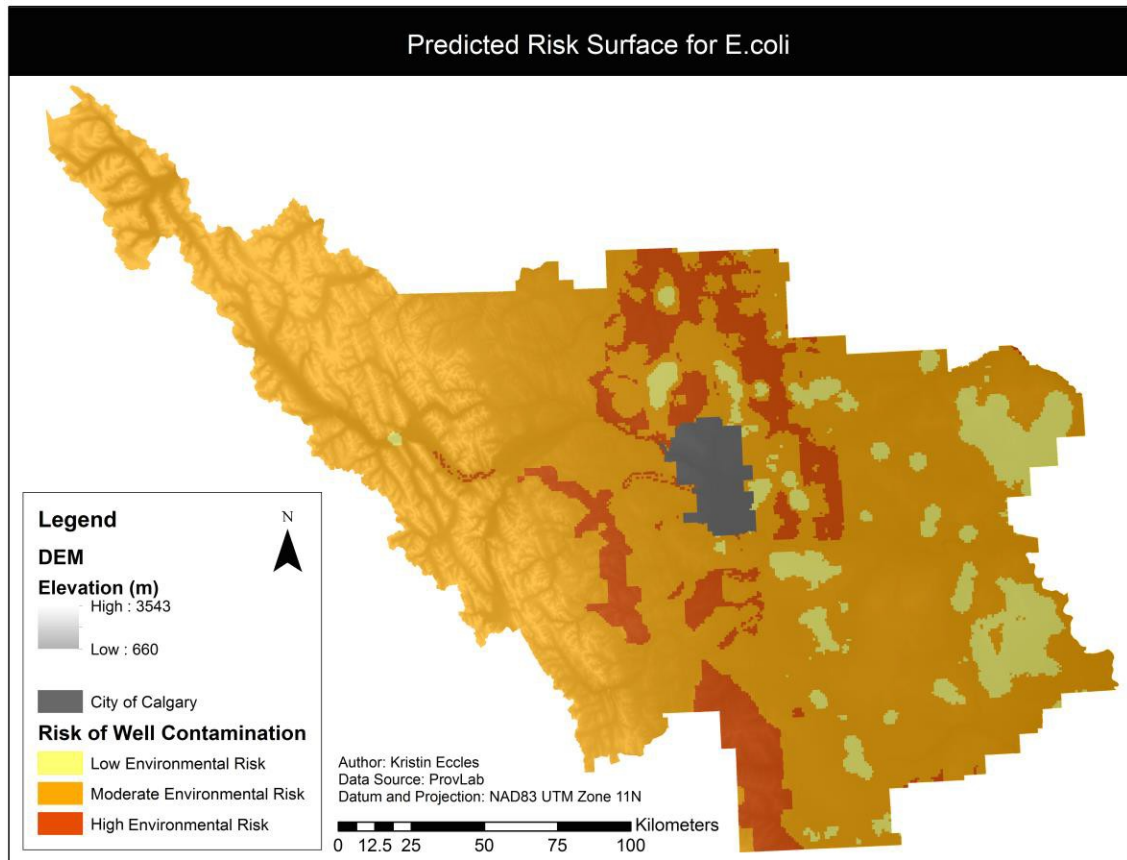 Predicted Risk Surface for E.coli
Legend
N
DEM
Elevation (m)
High : 3543
Low : 660
City of Calgary
Risk of Well Contamination
Low Environmental Risk
Moderate Environmental Risk
High Environmental Risk
Author: Kristin Eccles
Data Source: ProvLab
Datum and Projection: NAD83 UTM Zone 11N
Kilometers
0 12.5 25 50 75 100